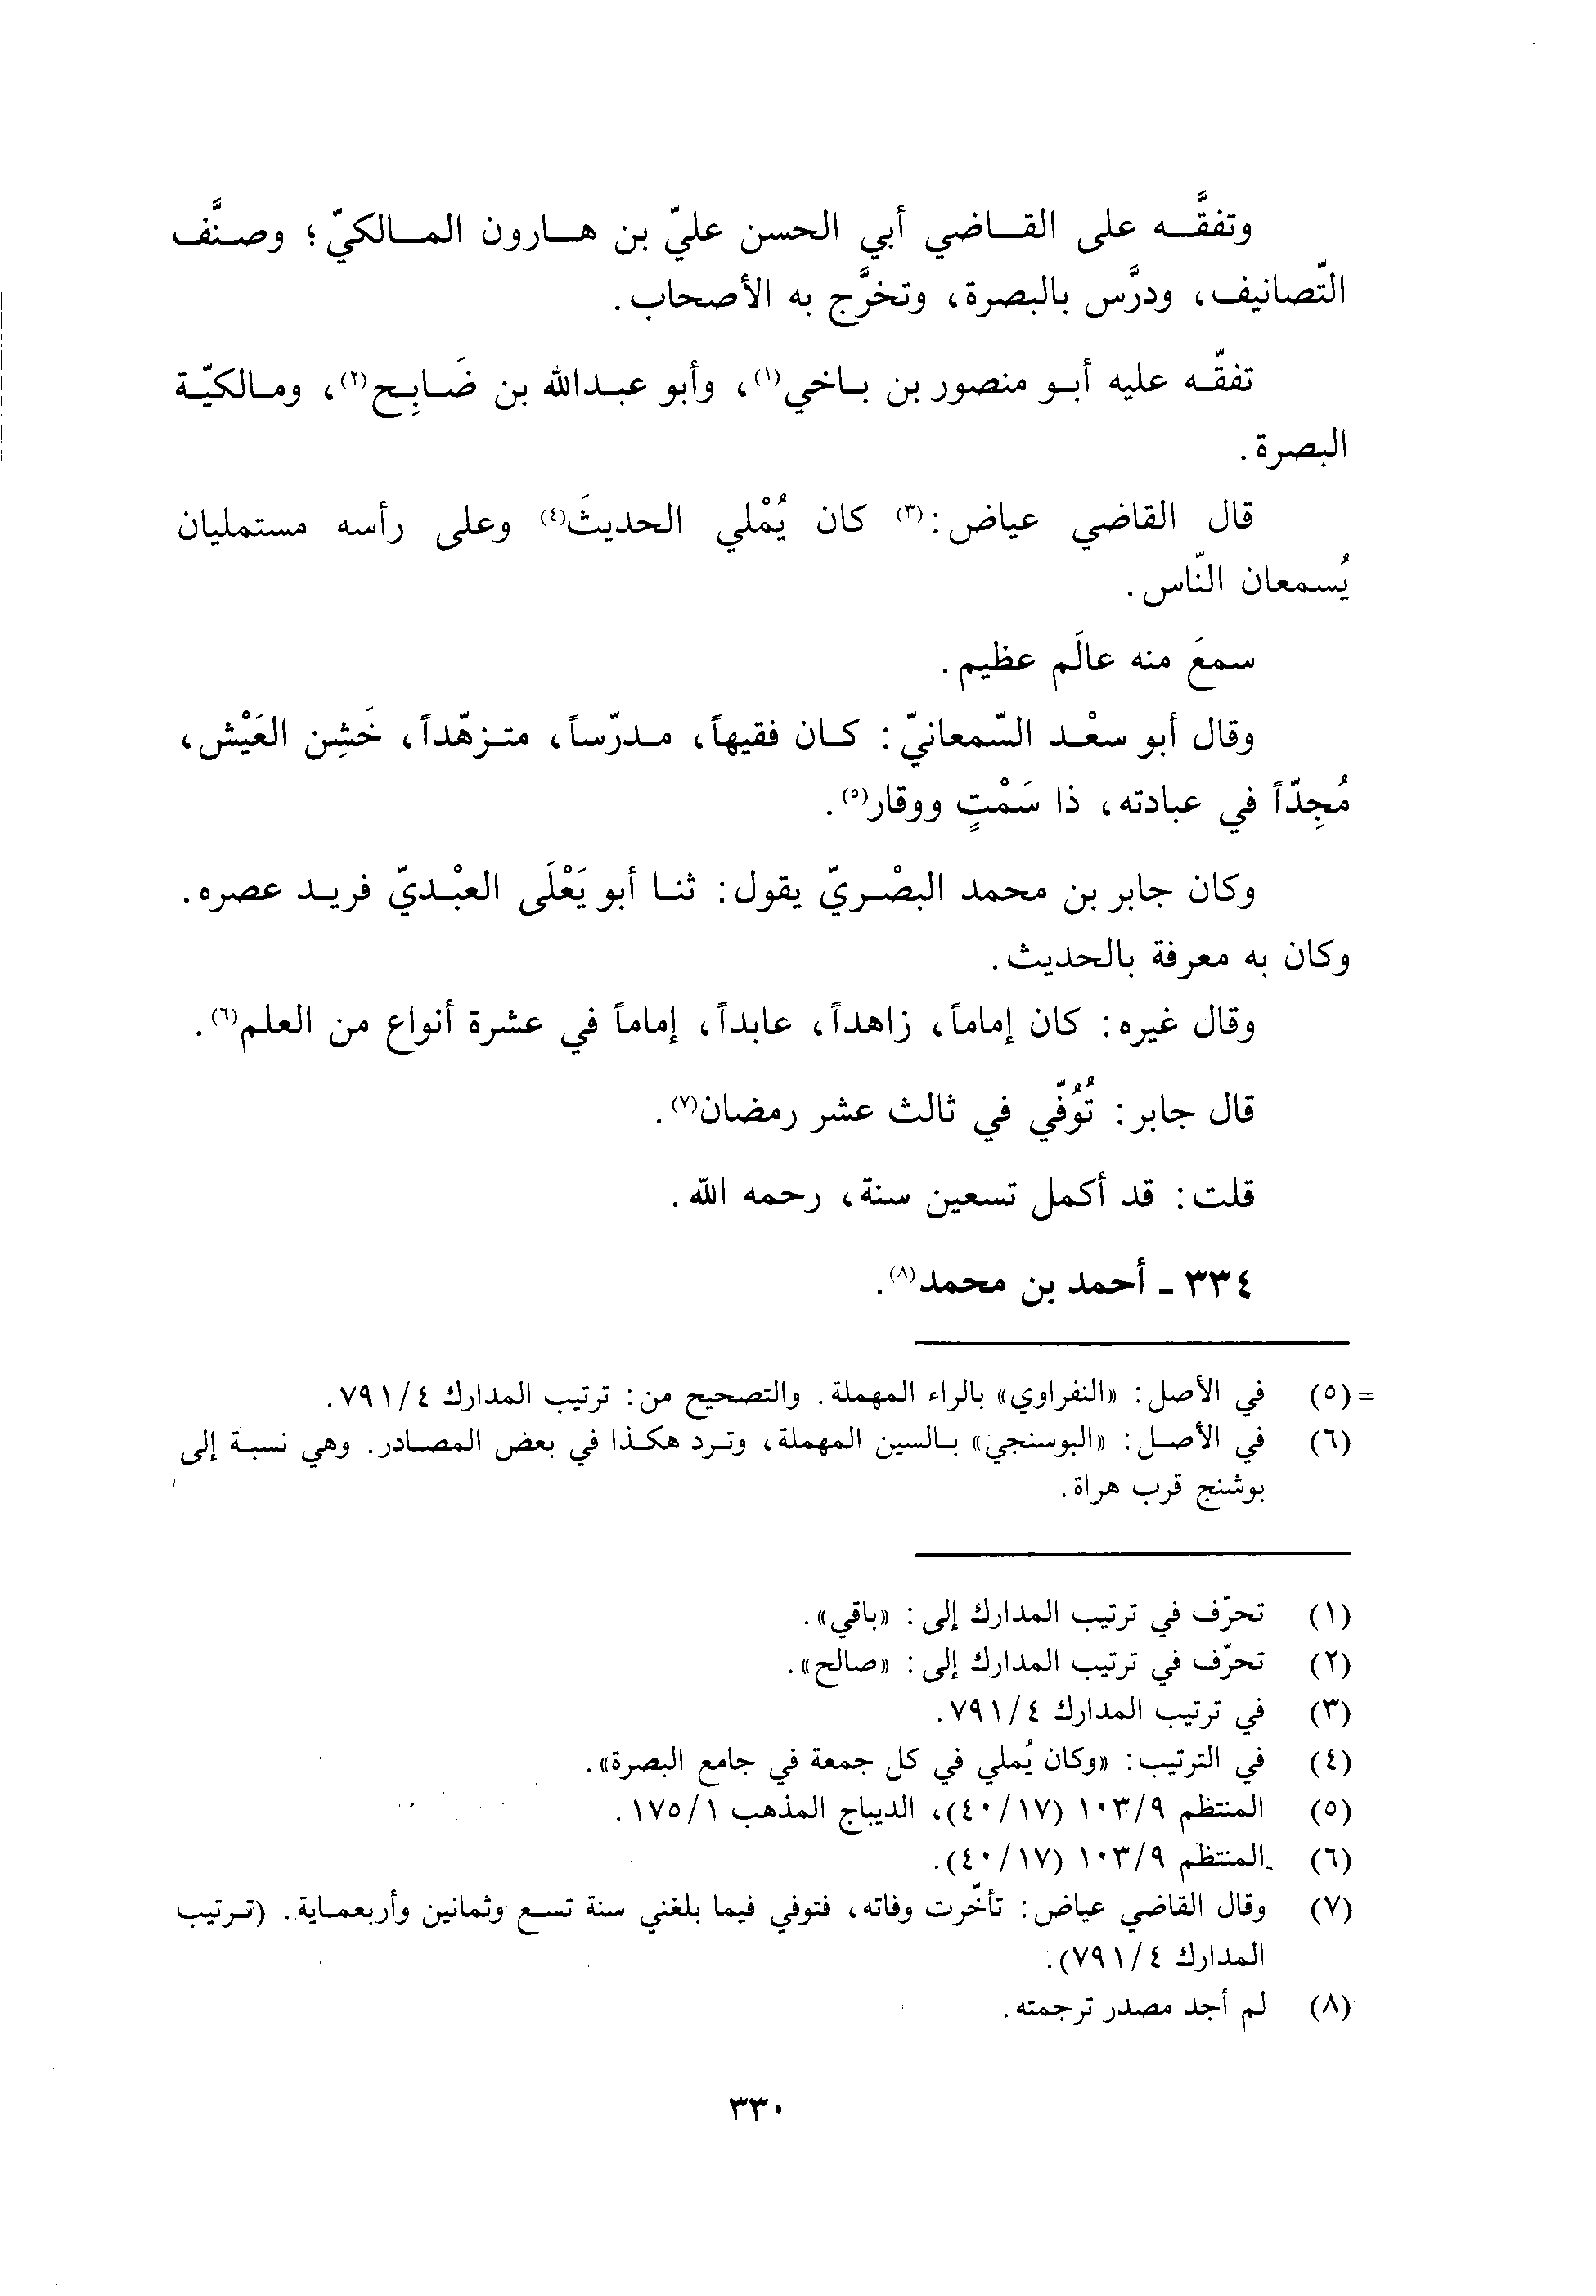 وتفقَّه على القاضي أبي الحسن عليّ بن هارون المالكيّ؛ وصنَّف
التّصانيف، ودرَّس بالبصرة، وتخرَّج به الأصحاب.
تفقّه عليه أبو منصور بن باخي(١)، وأبو عبدالله بن ضَابِح(٢)، ومالكيّة
البصرة.
قال القاضي عياض:(٣) كان يُمْلي الحديثَ(٤) وعلى رأسه مستمليان
يُسمعان النّاس.
سمعَ منه عالَم عظيم.
وقال أبو سعْد السّمعانيّ: كان فقيهاً، مدرّساً، متزهّداً، خَشِن العَيْش،
مُجِدّاً في عبادته، ذا سَمْتٍ ووقار(٥).
وكان جابر بن محمد البصْريّ يقول: ثنا أبو يَعْلَى العبْديّ فريد عصره.
وكان به معرفة بالحديث.
وقال غيره: كان إماماً، زاهداً، عابداً، إماماً في عشرة أنواع من العلم(٦).
قال جابر: تُوُفّي في ثالث عشر رمضان(٧).
قلت: قد أكمل تسعين سنة، رحمه الله.
٣٣٤ ـ أحمد بن محمد(٨).
=(٥) في الأصل: «النفراوي» بالراء المهملة. والتصحيح من: ترتيب المدارك ٧٩١/٤.
(٦) في الأصل: «البوسنجي» بالسين المهملة، وترد هكذا في بعض المصادر. وهي نسبة إلى
بوشنج قرب هراة.
(١) تحرّف في ترتيب المدارك إلى: «باقي».
(٢) تحرّف في ترتيب المدارك إلى: «صالح».
(٣) في ترتيب المدارك ٧٩١/٤.
(٤) في الترتيب: «وكان يُملي في كل جمعة في جامع البصرة».
(٥) المنتظم ١٠٣/٩ (٤٠/١٧)، الديباج المذهب ١٧٥/١.
(٦) المنتظم ١٠٣/٩ (٤٠/١٧).
(٧) وقال القاضي عياض: تأخّرت وفاته، فتوفي فيما بلغني سنة تسع وثمانين وأربعماية. (ترتيب
المدارك ٧٩١/٤).
(٨) لم أجد مصدر ترجمته.
٣٣٠